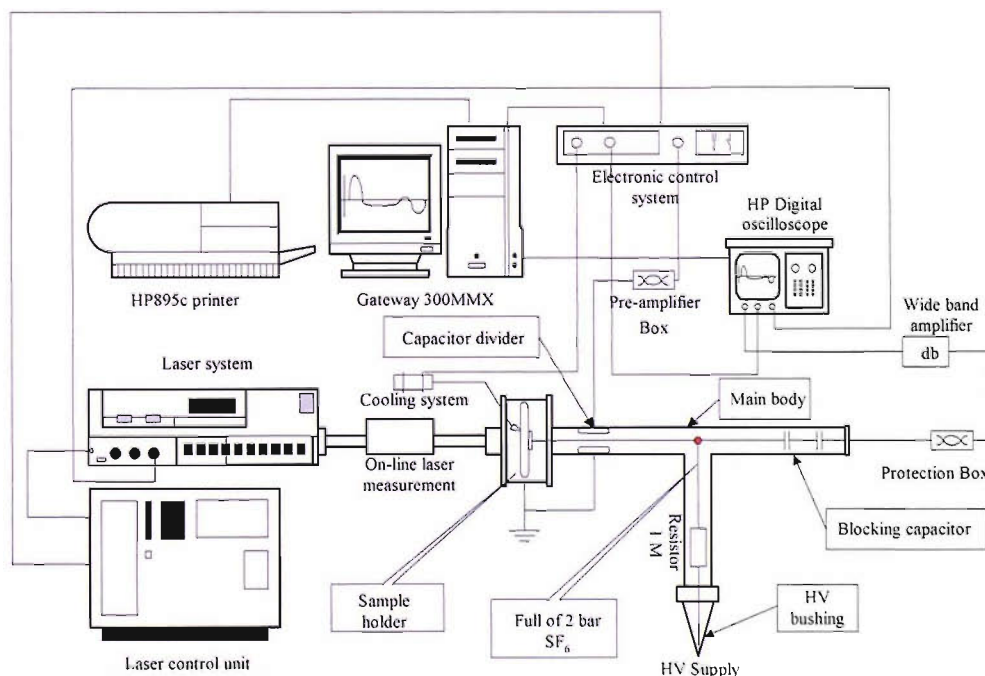 Electronic control
system
HP Digital
oscilloscope
HP895c printer
Gateway 300MMX
Pre-amplifier
Box
Wide band
amplifier
db
Capacitor divider
Laser system
Cooling system
Main body
On-line laser
measurement
Protection Box
Resistor
1 M
Blocking capacitor
Sample
holder
Full of 2 bar
SF₆
HV
bushing
Laser control unit
HV Supply